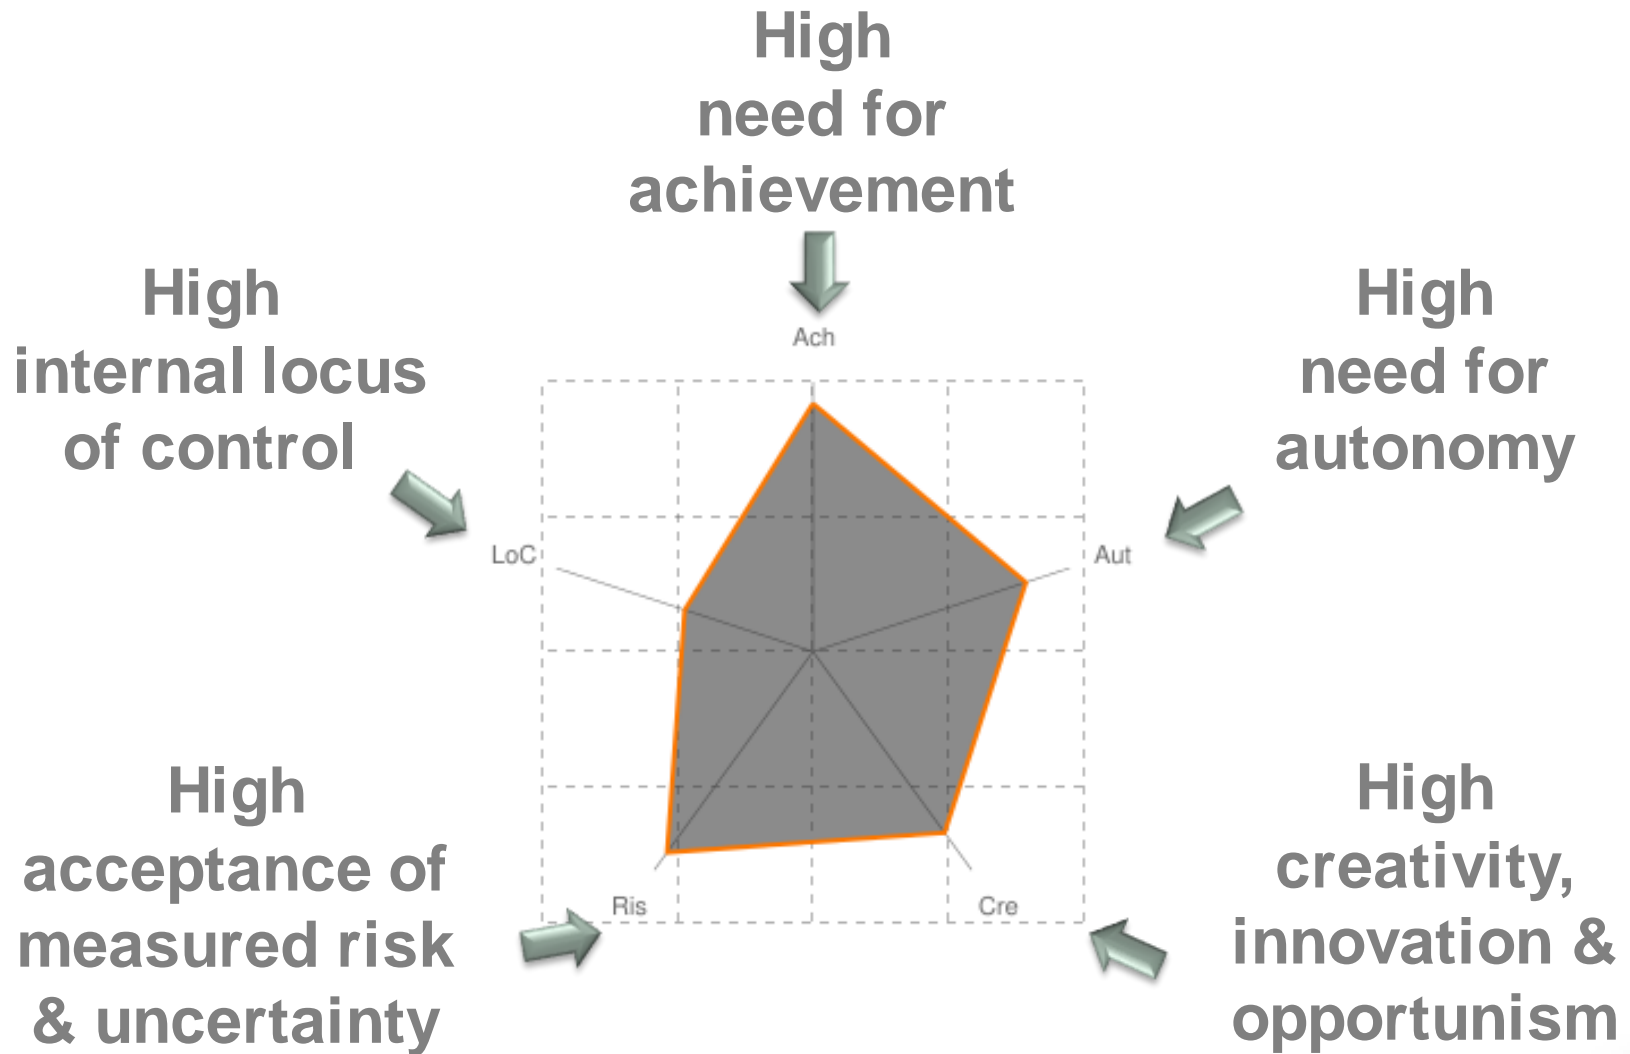 High
need for
achievement
High
internal locus
of control
High
need for
autonomy
Ach
LoC
Aut
Ris
Cre
High
acceptance of
measured risk
& uncertainty
High
creativity,
innovation &
opportunism